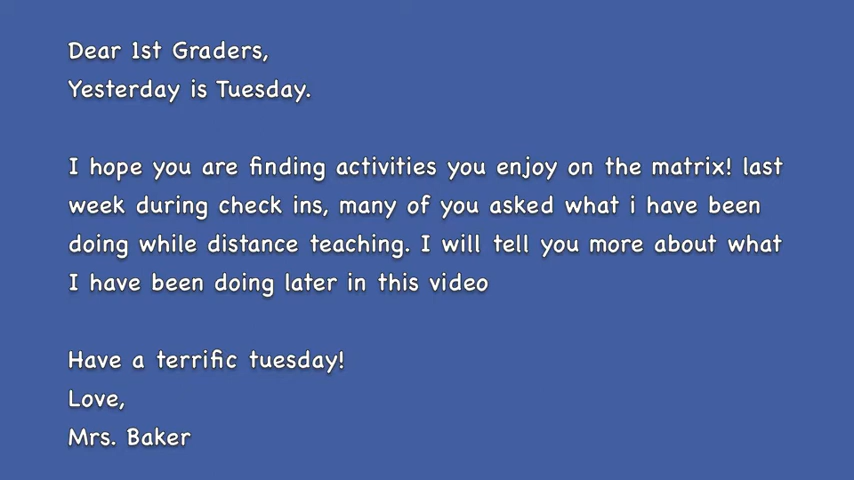 Dear 1st Graders,
Yesterday is Tuesday.
I hope you are finding activities you enjoy on the matrix! last
week during check ins, many of you asked what i have been
doing while distance teaching. I will tell you more about what
I have been doing later in this video
Have a terrific tuesday!
Love,
Mrs. Baker